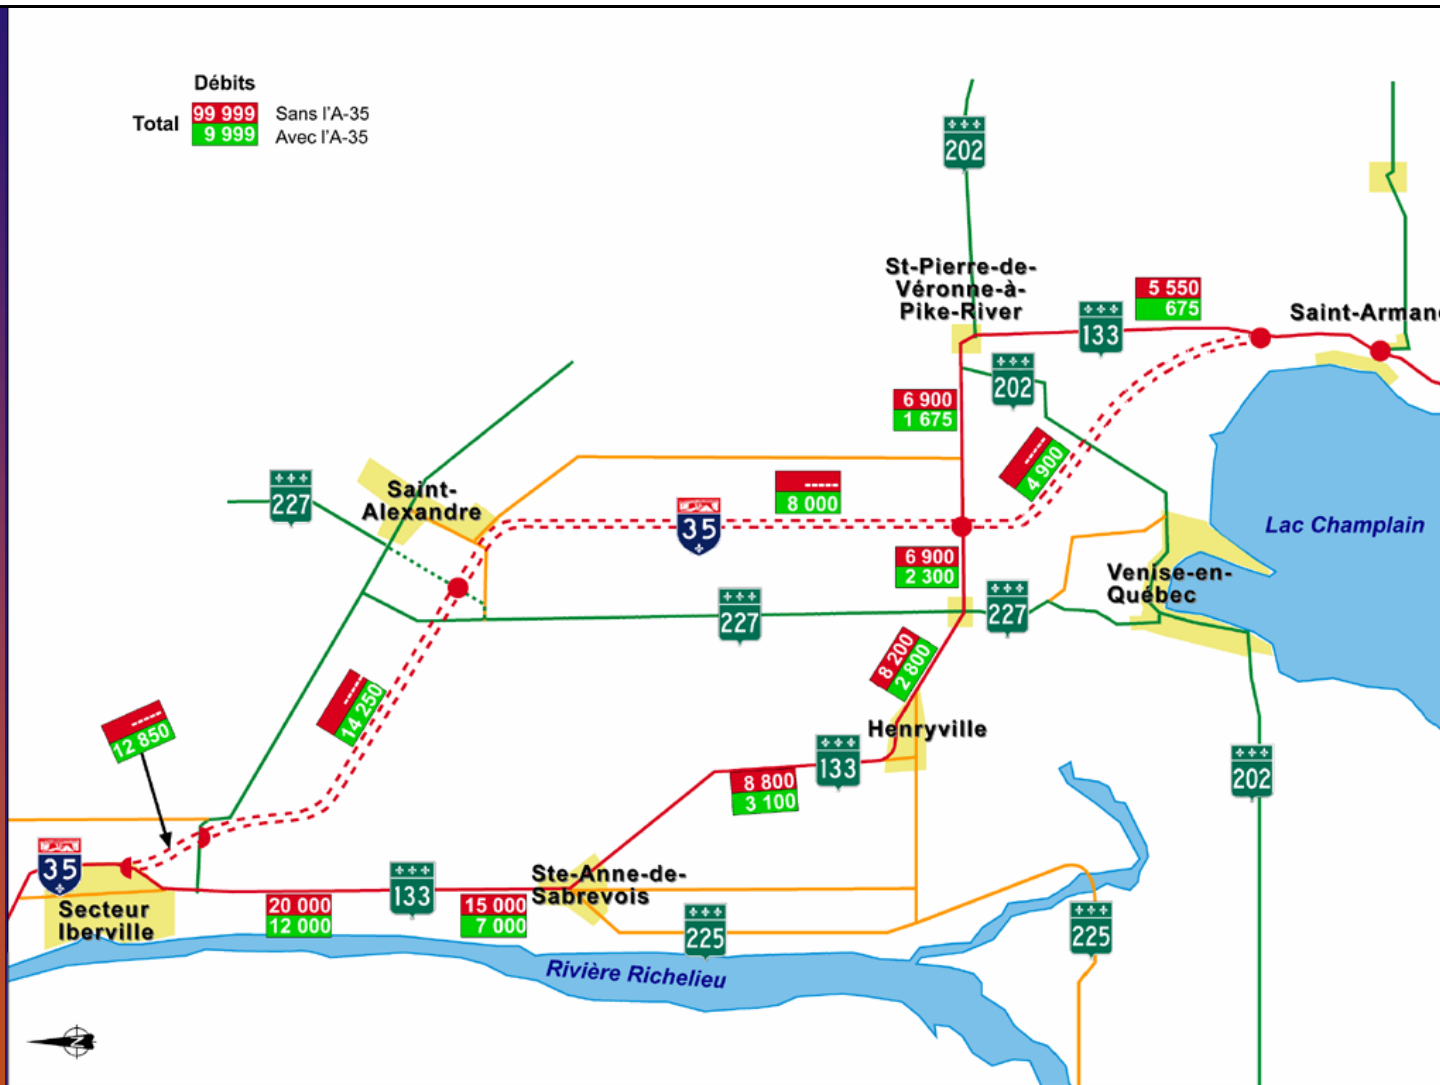 Débits
Total
99 999 Sans l'A-35
9 999 Avec l'A-35
202
St-Pierre-de-
Véronne-à-
Pike-River
5 550
675
133
Saint-Arman
202
6 900
1 675
-----
4 900
-----
8 000
35
227
Saint-
Alexandre
Lac Champlain
6 900
2 300
Venise-en-
Québec
227
227
8 200
2 800
-----
14 250
-----
12 850
Henryville
133
8 800
3 100
202
35
Secteur
Iberville
133
20 000
12 000
15 000
7 000
Ste-Anne-de-
Sabrevois
225
225
Rivière Richelieu
N